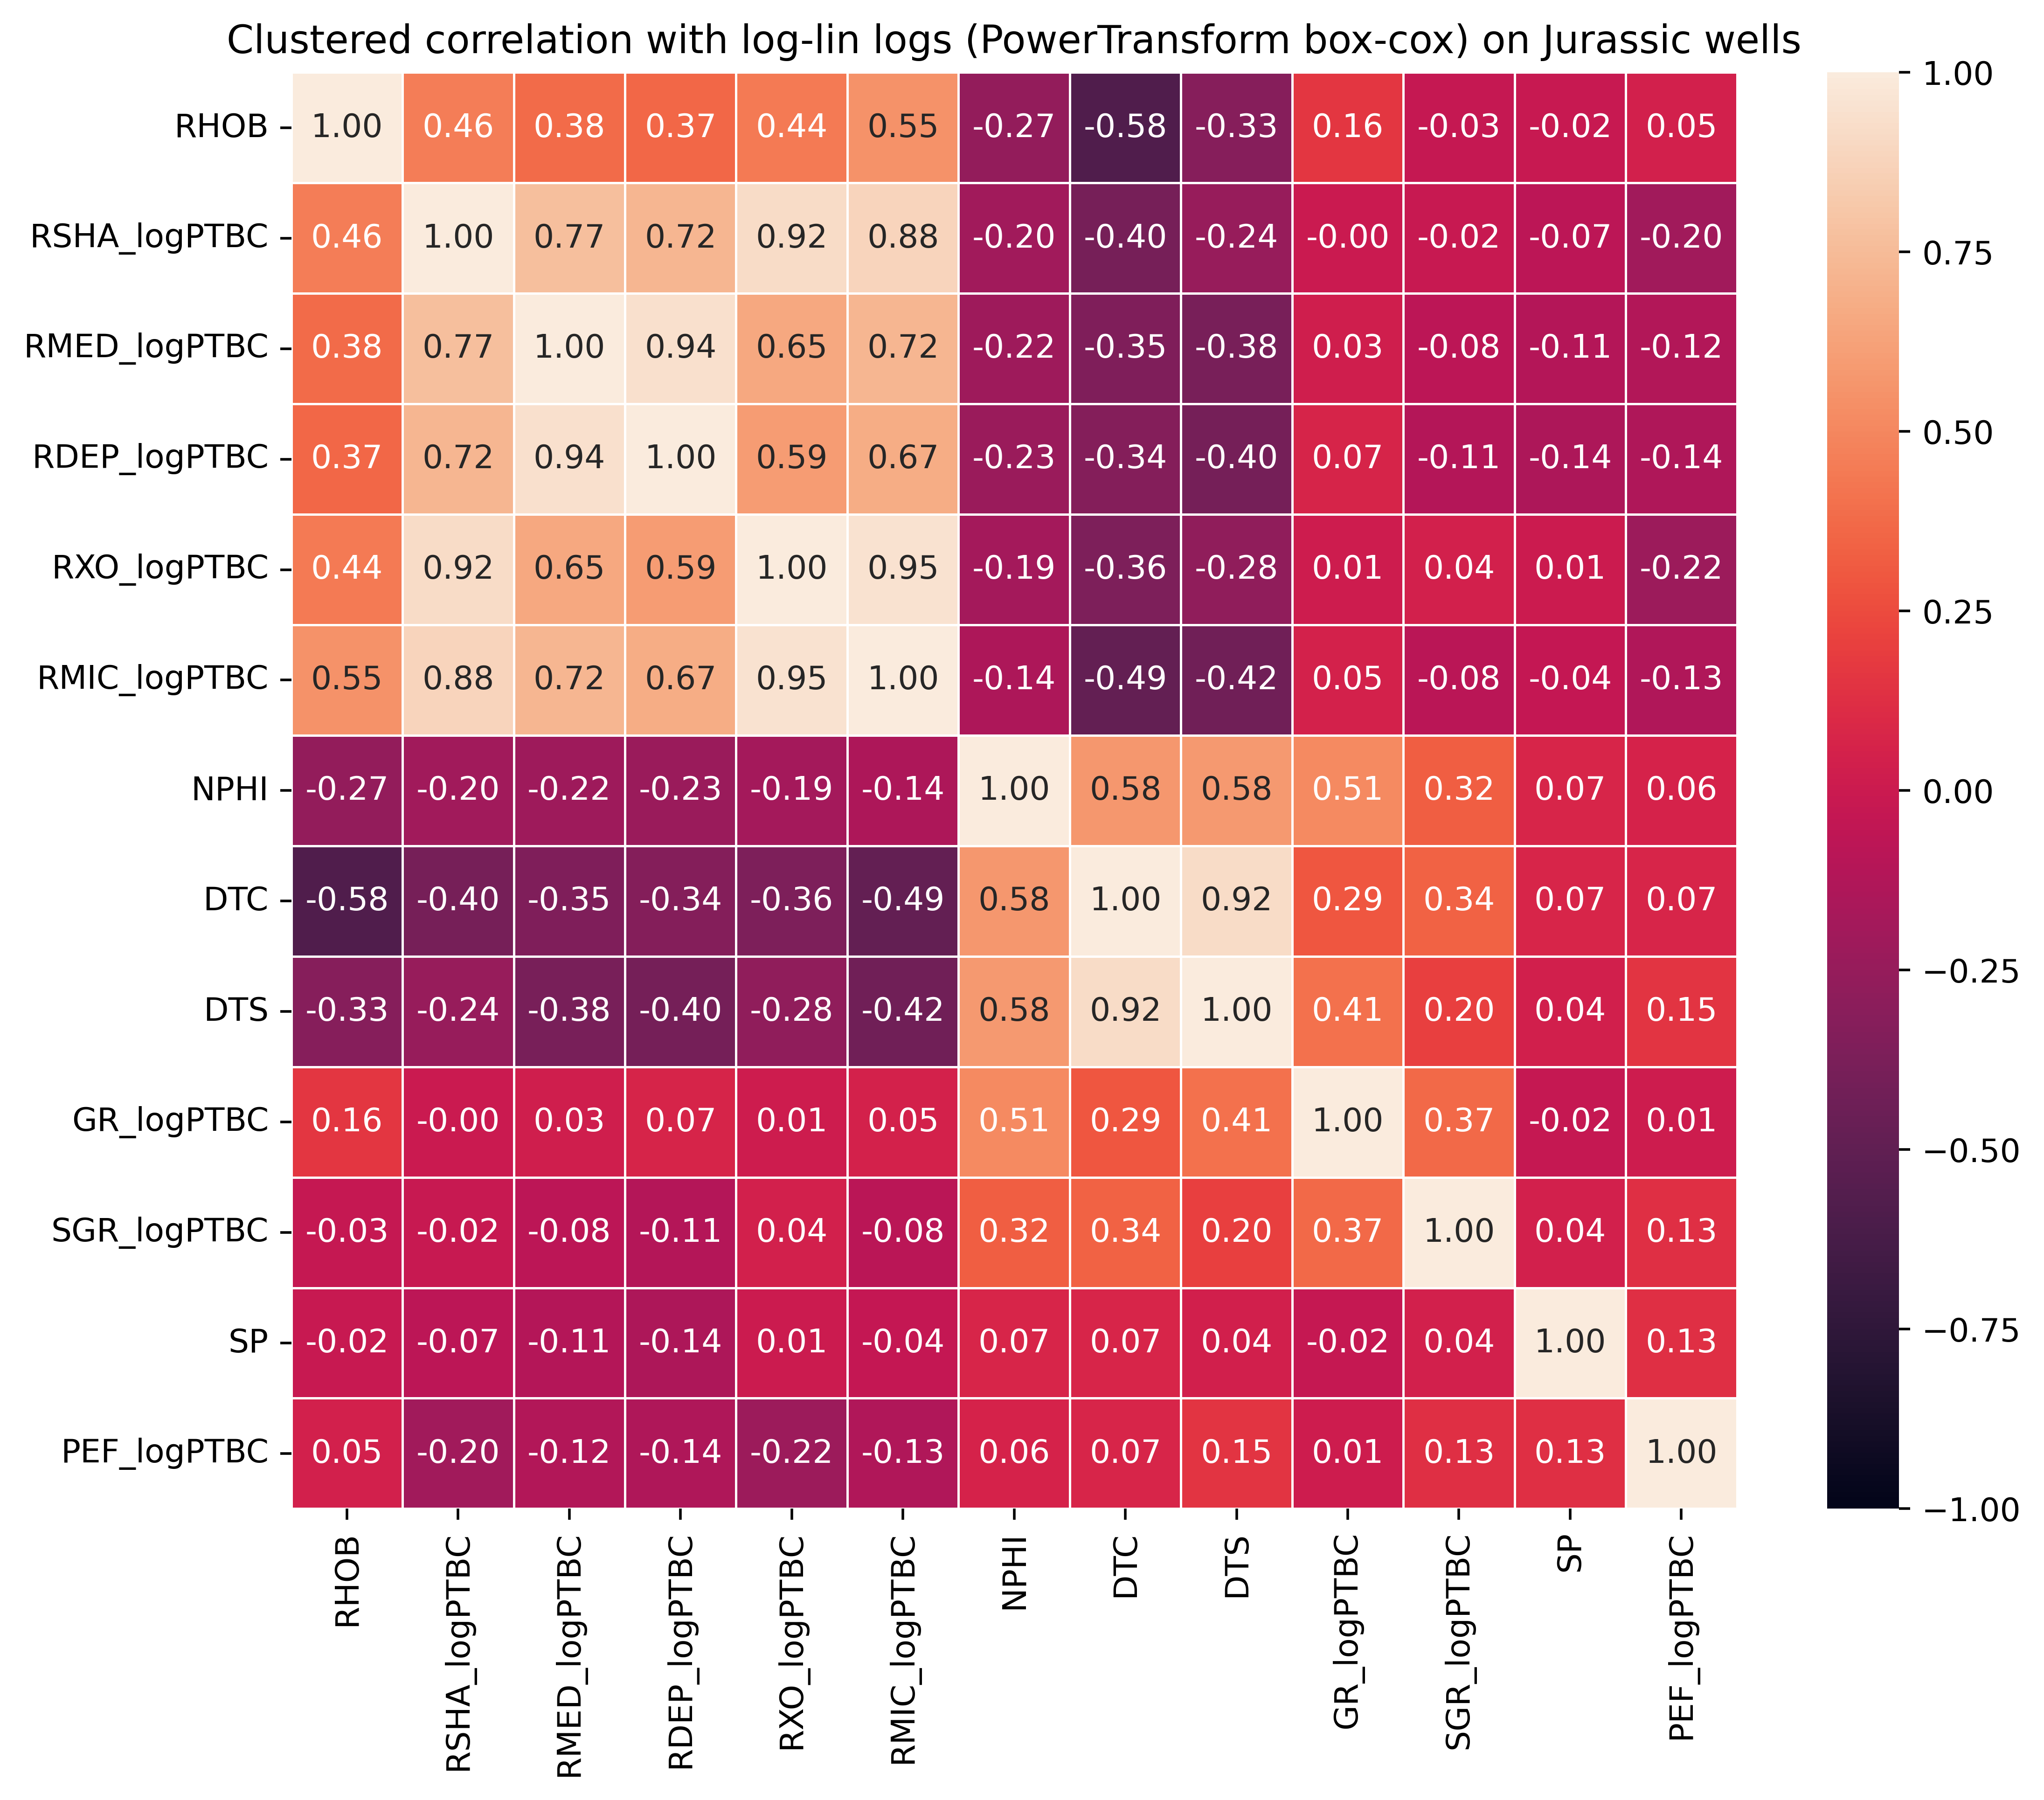 Clustered correlation with log-lin logs (PowerTransform box-cox) on Jurassic wells
RHOB 1.00 0.46 0.38 0.37 0.44 0.55 -0.27 -0.58 -0.33 0.16 -0.03 -0.02 0.05
RSHA_logPTBC 0.46 1.00 0.77 0.72 0.92 0.88 -0.20 -0.40 -0.24 -0.00 -0.02 -0.07 -0.20
RMED_logPTBC 0.38 0.77 1.00 0.94 0.65 0.72 -0.22 -0.35 -0.38 0.03 -0.08 -0.11 -0.12
RDEP_logPTBC 0.37 0.72 0.94 1.00 0.59 0.67 -0.23 -0.34 -0.40 0.07 -0.11 -0.14 -0.14
RXO_logPTBC 0.44 0.92 0.65 0.59 1.00 0.95 -0.19 -0.36 -0.28 0.01 0.04 0.01 -0.22
RMIC_logPTBC 0.55 0.88 0.72 0.67 0.95 1.00 -0.14 -0.49 -0.42 0.05 -0.08 -0.04 -0.13
NPHI -0.27 -0.20 -0.22 -0.23 -0.19 -0.14 1.00 0.58 0.58 0.51 0.32 0.07 0.06
DTC -0.58 -0.40 -0.35 -0.34 -0.36 -0.49 0.58 1.00 0.92 0.29 0.34 0.07 0.07
DTS -0.33 -0.24 -0.38 -0.40 -0.28 -0.42 0.58 0.92 1.00 0.41 0.20 0.04 0.15
GR_logPTBC 0.16 -0.00 0.03 0.07 0.01 0.05 0.51 0.29 0.41 1.00 0.37 -0.02 0.01
SGR_logPTBC -0.03 -0.02 -0.08 -0.11 0.04 -0.08 0.32 0.34 0.20 0.37 1.00 0.04 0.13
SP -0.02 -0.07 -0.11 -0.14 0.01 -0.04 0.07 0.07 0.04 -0.02 0.04 1.00 0.13
PEF_logPTBC 0.05 -0.20 -0.12 -0.14 -0.22 -0.13 0.06 0.07 0.15 0.01 0.13 0.13 1.00
RHOB
RSHA_logPTBC
RMED_logPTBC
RDEP_logPTBC
RXO_logPTBC
RMIC_logPTBC
NPHI
DTC
DTS
GR_logPTBC
SGR_logPTBC
SP
PEF_logPTBC
1.00
0.75
0.50
0.25
0.00
−0.25
−0.50
−0.75
−1.00